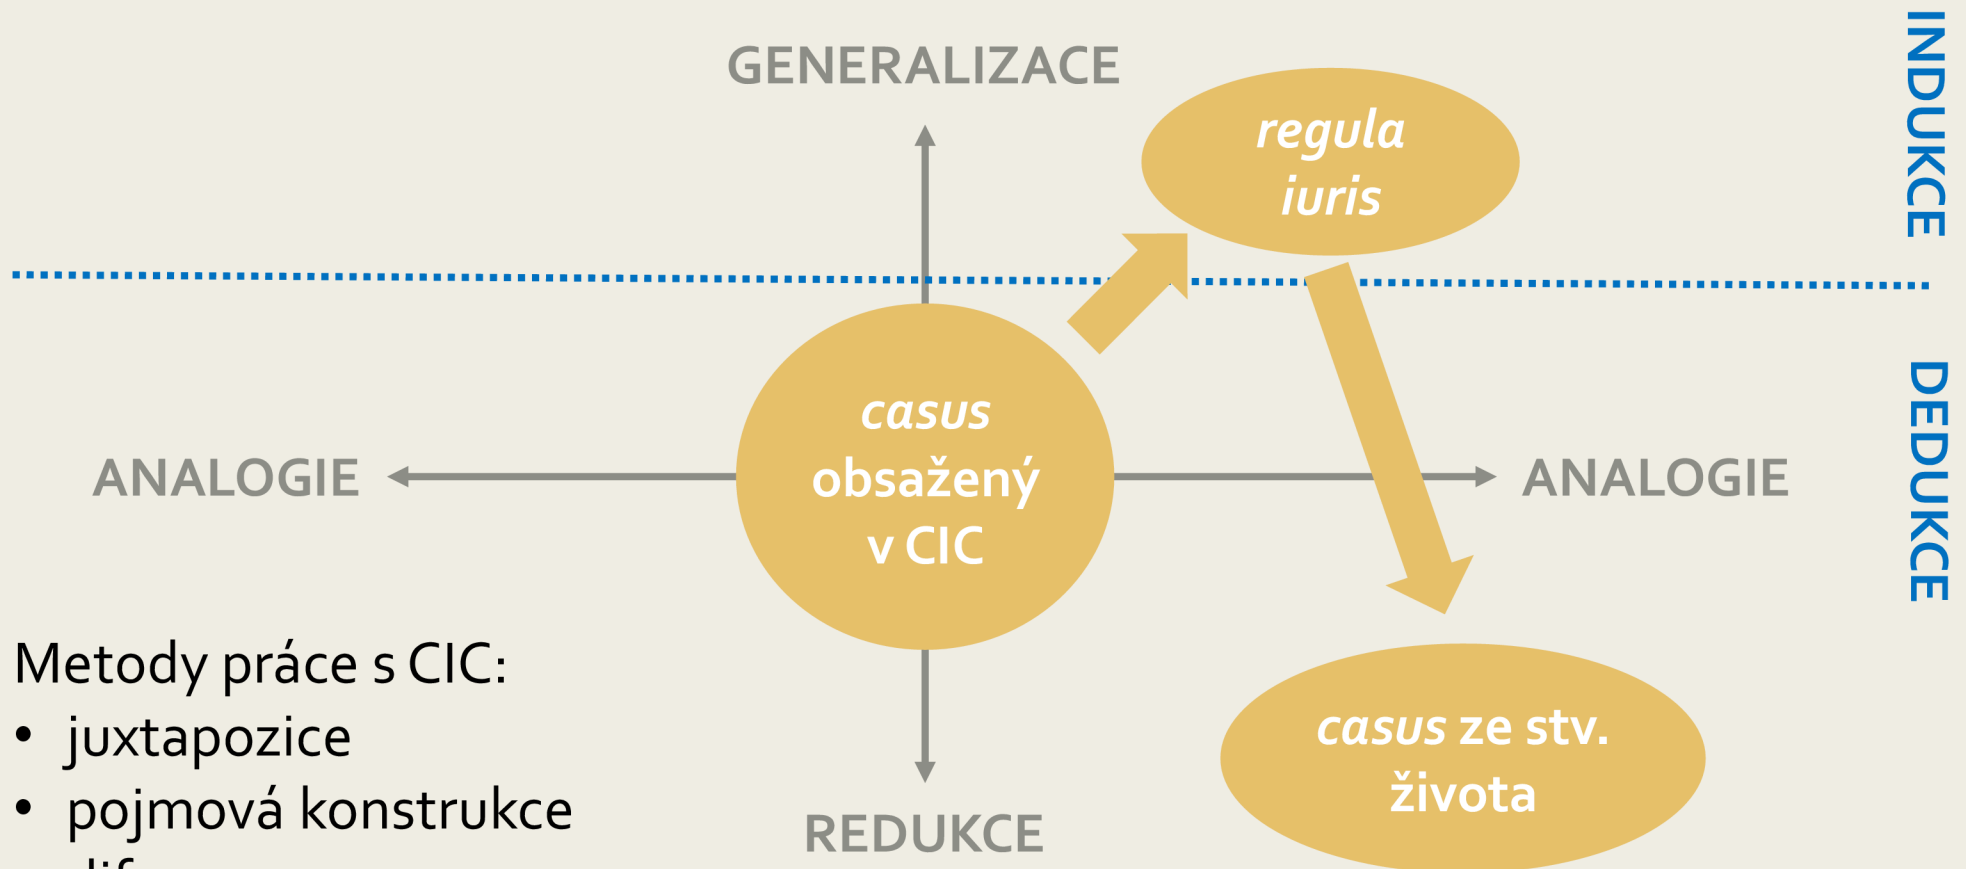 GENERALIZACE
INDUKCE
regula
iuris
casus
obsažený
v CIC
ANALOGIE
ANALOGIE
DEDUKCE
Metody práce s CIC:
• juxtapozice
• pojmová konstrukce
REDUKCE
casus ze stv.
života